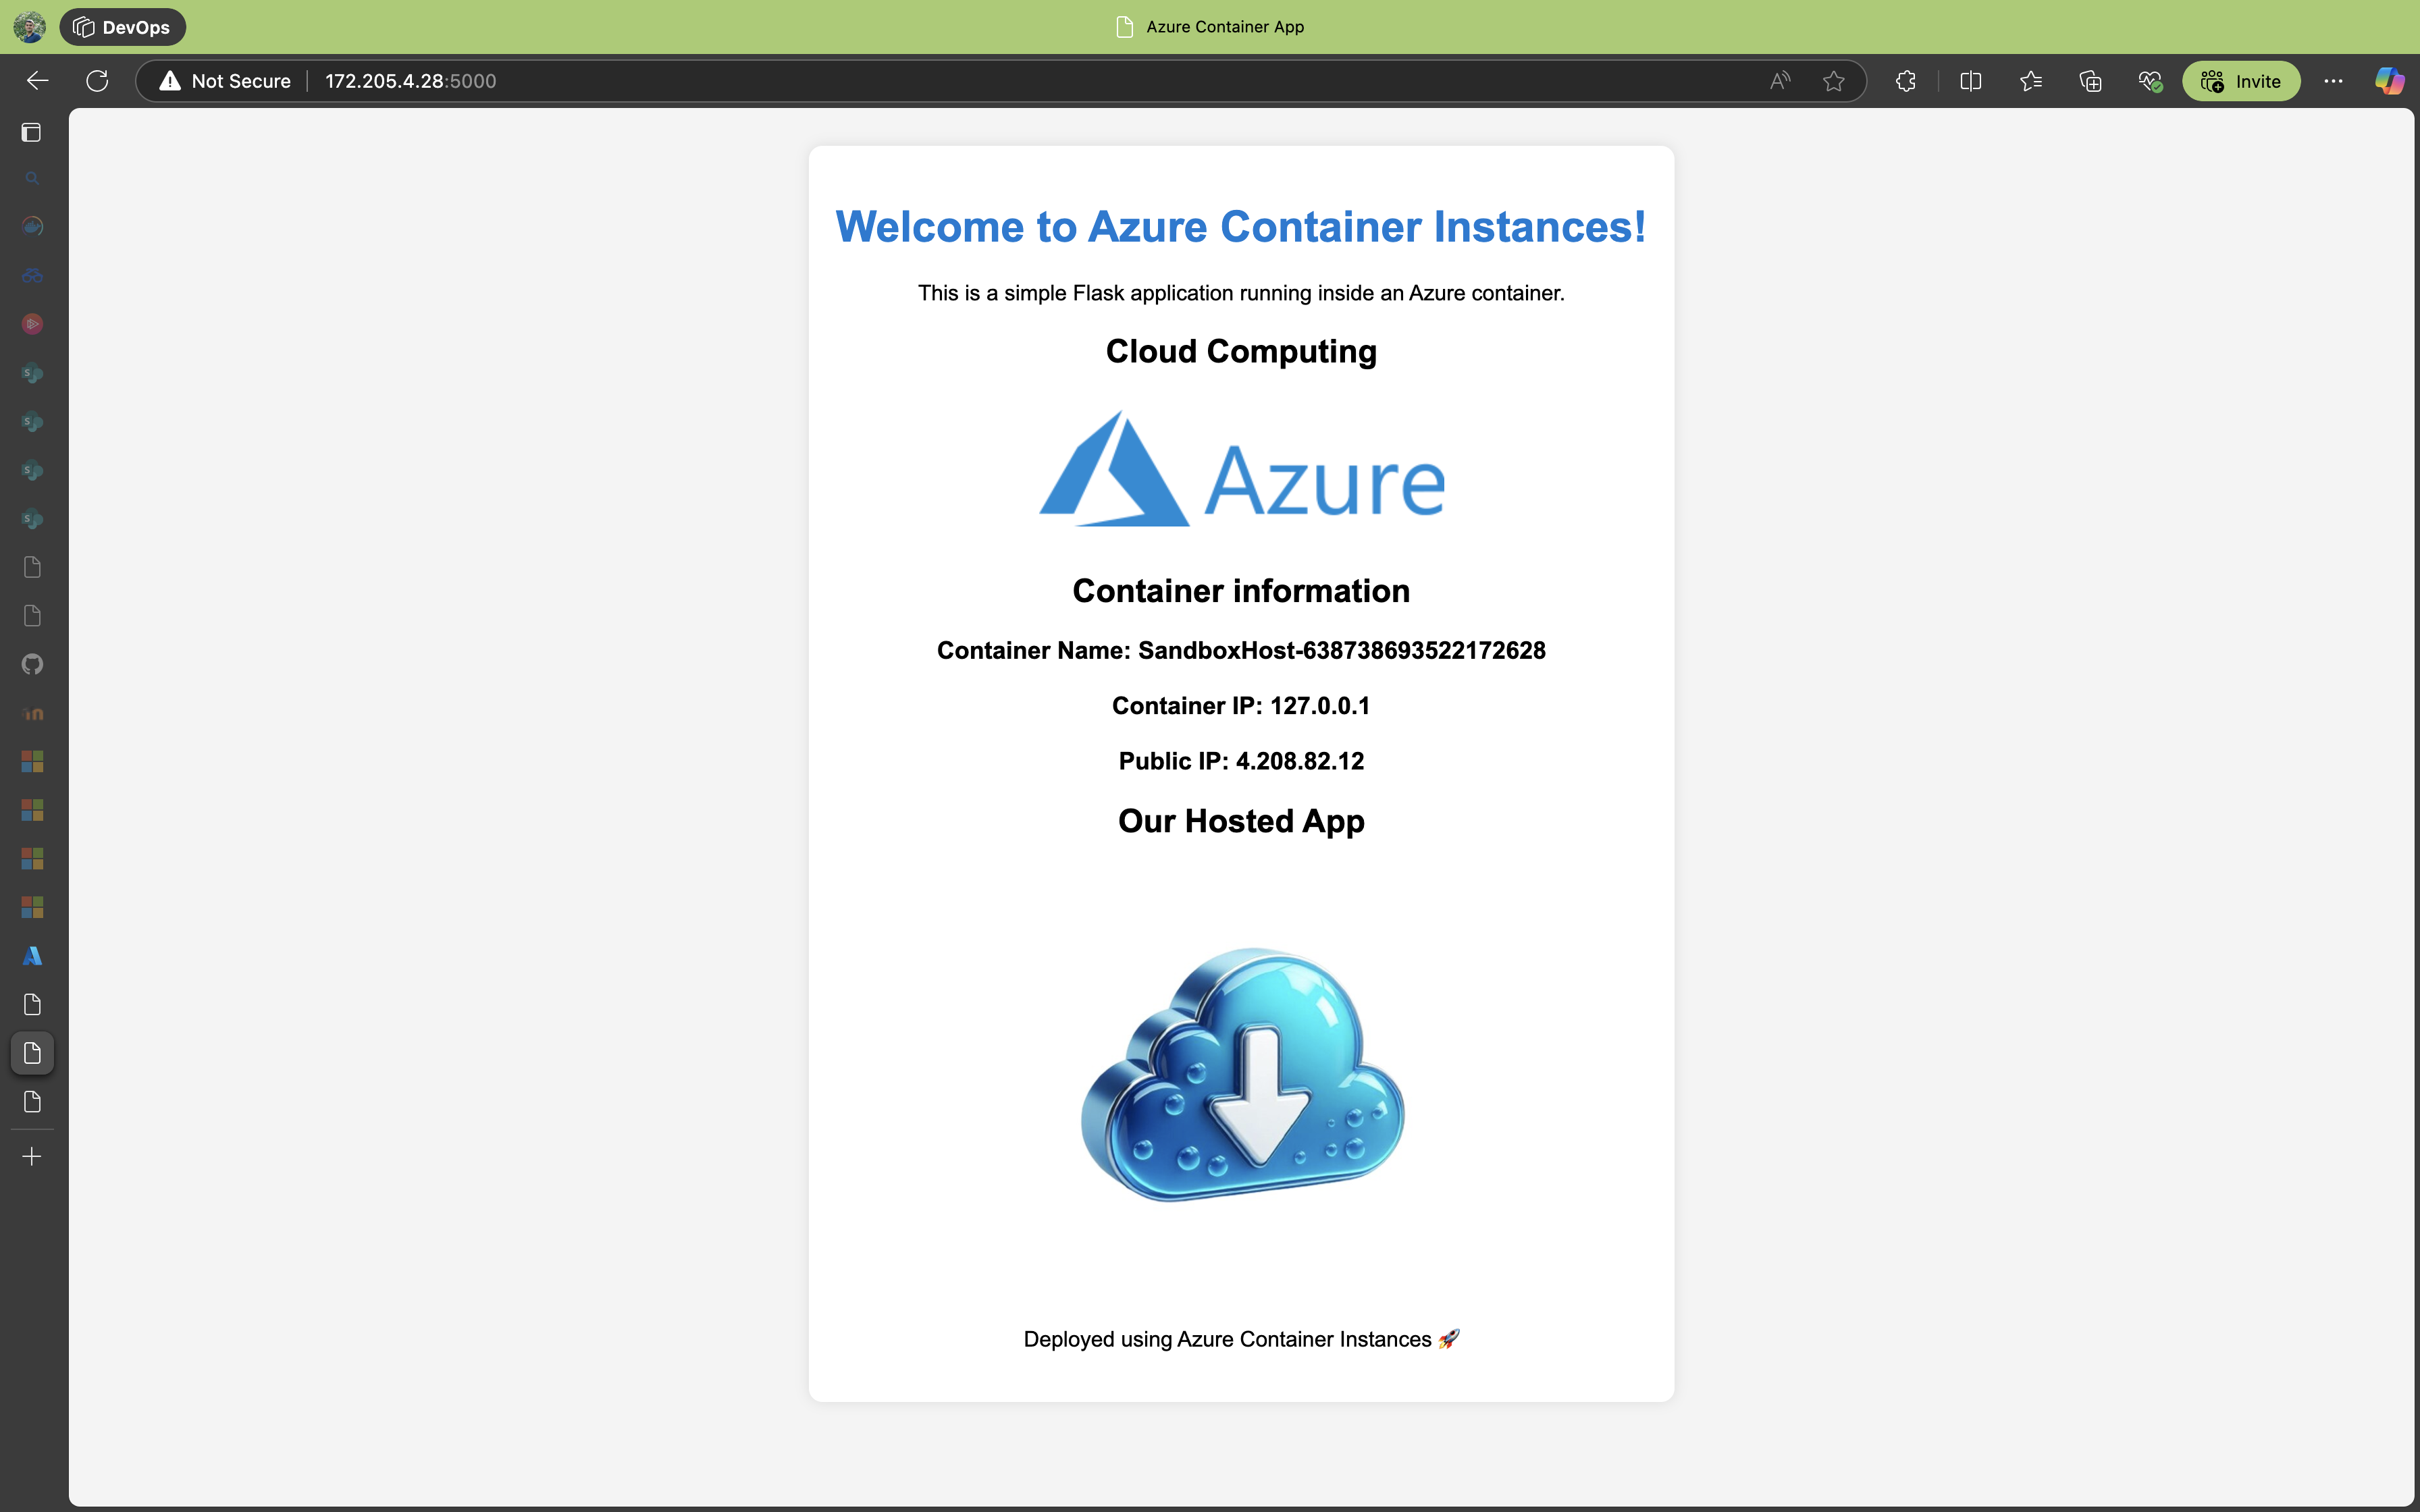 DevOps
Azure Container App
Not Secure
172.205.4.28:5000
Invite
Welcome to Azure Container Instances!
This is a simple Flask application running inside an Azure container.
Cloud Computing
Azure
Container information
Container Name: SandboxHost-638738693522172628
Container IP: 127.0.0.1
Public IP: 4.208.82.12
Our Hosted App
Deployed using Azure Container Instances 🚀